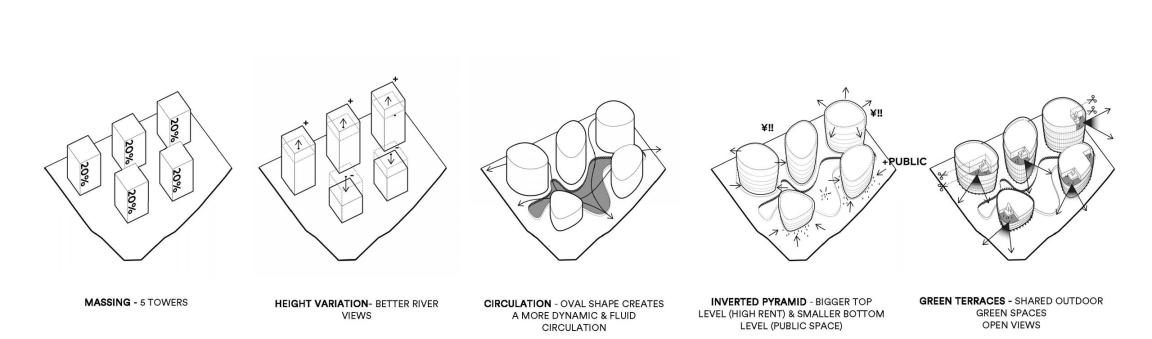 20%
20%
20%
20%
20%
+
+
+
-
-
¥!!
¥!!
+PUBLIC
MASSING - 5 TOWERS
HEIGHT VARIATION- BETTER RIVER
VIEWS
CIRCULATION - OVAL SHAPE CREATES
A MORE DYNAMIC & FLUID
CIRCULATION
INVERTED PYRAMID - BIGGER TOP
LEVEL (HIGH RENT) & SMALLER BOTTOM
LEVEL (PUBLIC SPACE)
GREEN TERRACES - SHARED OUTDOOR
GREEN SPACES
OPEN VIEWS